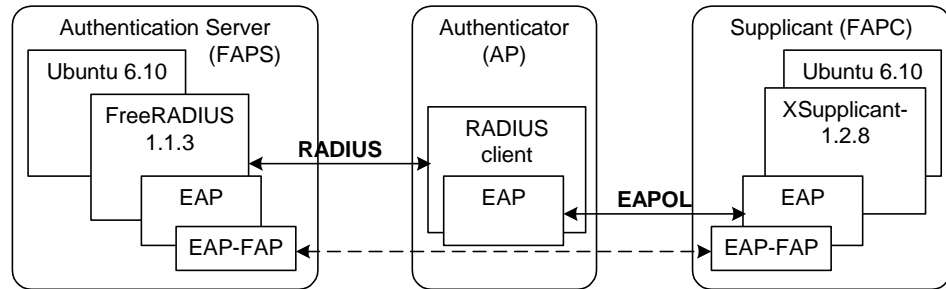 Authentication Server
(FAPS)
Ubuntu 6.10
FreeRADIUS
1.1.3
EAP
EAP-FAP
RADIUS
Authenticator
(AP)
RADIUS
client
EAP
EAPOL
Supplicant (FAPC)
Ubuntu 6.10
XSupplicant-
1.2.8
EAP
EAP-FAP